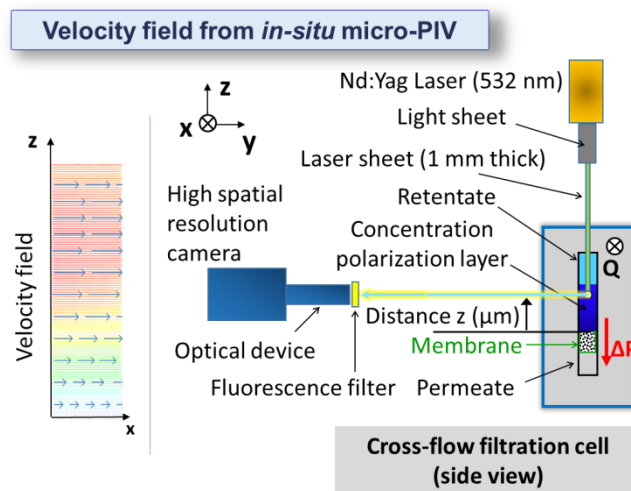 Velocity field from in-situ micro-PIV
z
x
y
z
Velocity field
x
Nd:Yag Laser (532 nm)
Light sheet
Laser sheet (1 mm thick)
High spatial
resolution
camera
Retentate
Concentration
polarization layer
Q
Distance z (µm)
ΔP
Optical device
Membrane
Fluorescence filter
Permeate
Cross-flow filtration cell
(side view)